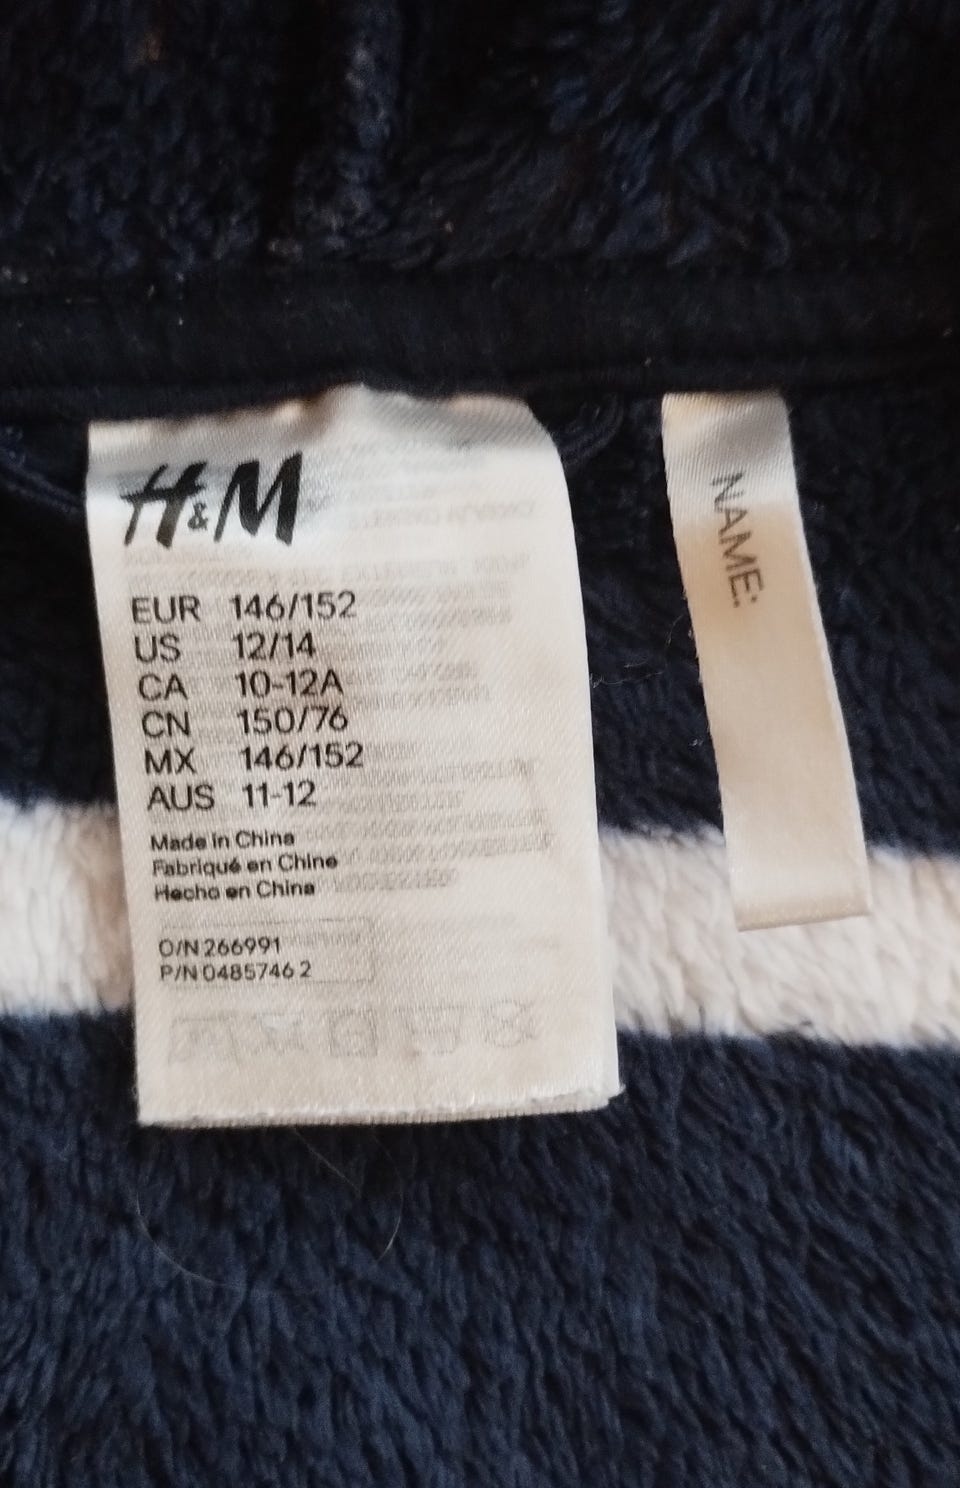 H&M
EUR 146/152
US 12/14
CA 10-12A
CN 150/76
MX 146/152
AUS 11-12
Made in China
Fabriqué en Chine
Hecho en China
O/N 266991
P/N 0485746 2
NAME: